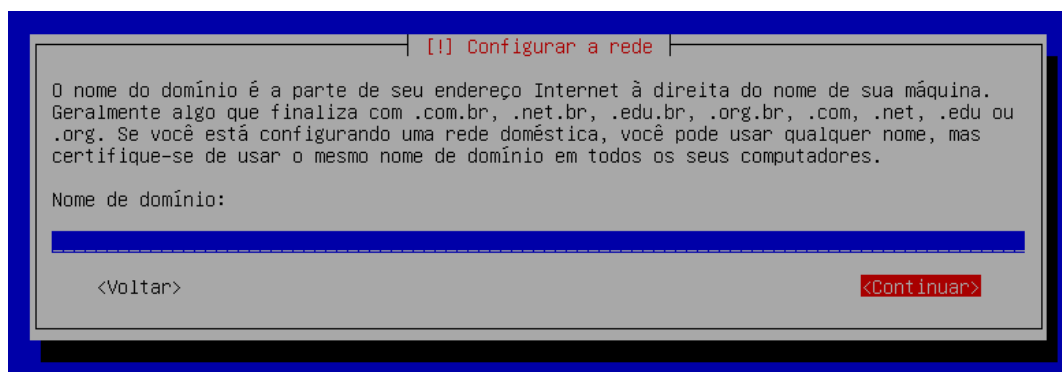 [!] Configurar a rede
O nome do domínio é a parte de seu endereço Internet à direita do nome de sua máquina.
Geralmente algo que finaliza com .com.br, .net.br, .edu.br, .org.br, .com, .net, .edu ou
.org. Se você está configurando uma rede doméstica, você pode usar qualquer nome, mas
certifique-se de usar o mesmo nome de domínio em todos os seus computadores.
Nome de domínio:
<Voltar> <Continuar>